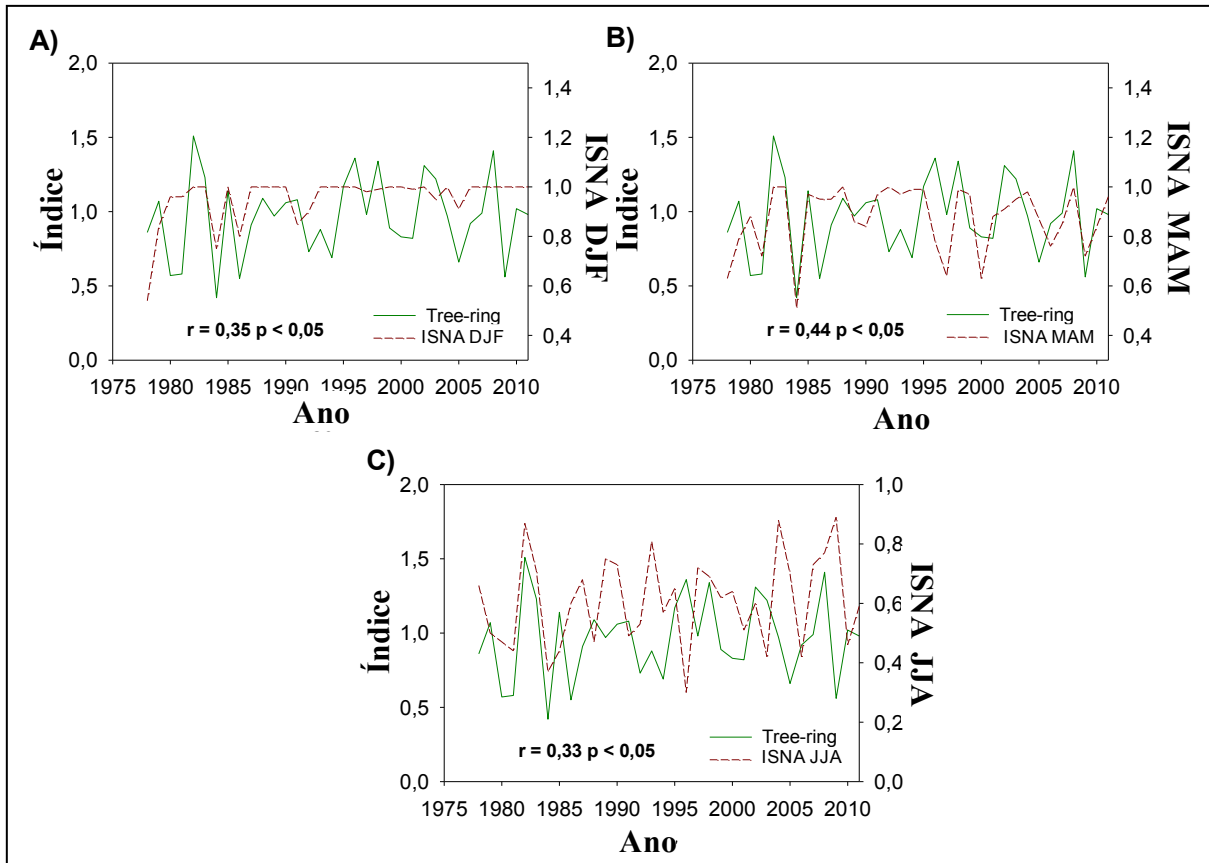 A)
2,0
1,5
1,0
0,5
0,0
Índice
1,4
1,2
1,0
0,8
0,6
0,4
ISNA DJF
Tree-ring
ISNA DJF
r = 0,35 p < 0,05
1975 1980 1985 1990 1995 2000 2005 2010
Ano
B)
2,0
1,5
1,0
0,5
0,0
Indice
1,4
1,2
1,0
0,8
0,6
0,4
ISNA MAM
Tree-ring
ISNA MAM
r = 0,44 p < 0,05
1975 1980 1985 1990 1995 2000 2005 2010
Ano
C)
2,0
1,5
1,0
0,5
0,0
Índice
1,0
0,8
0,6
0,4
0,2
0,0
ISNA JJA
Tree-ring
ISNA JJA
r = 0,33 p < 0,05
1975 1980 1985 1990 1995 2000 2005 2010
Ano